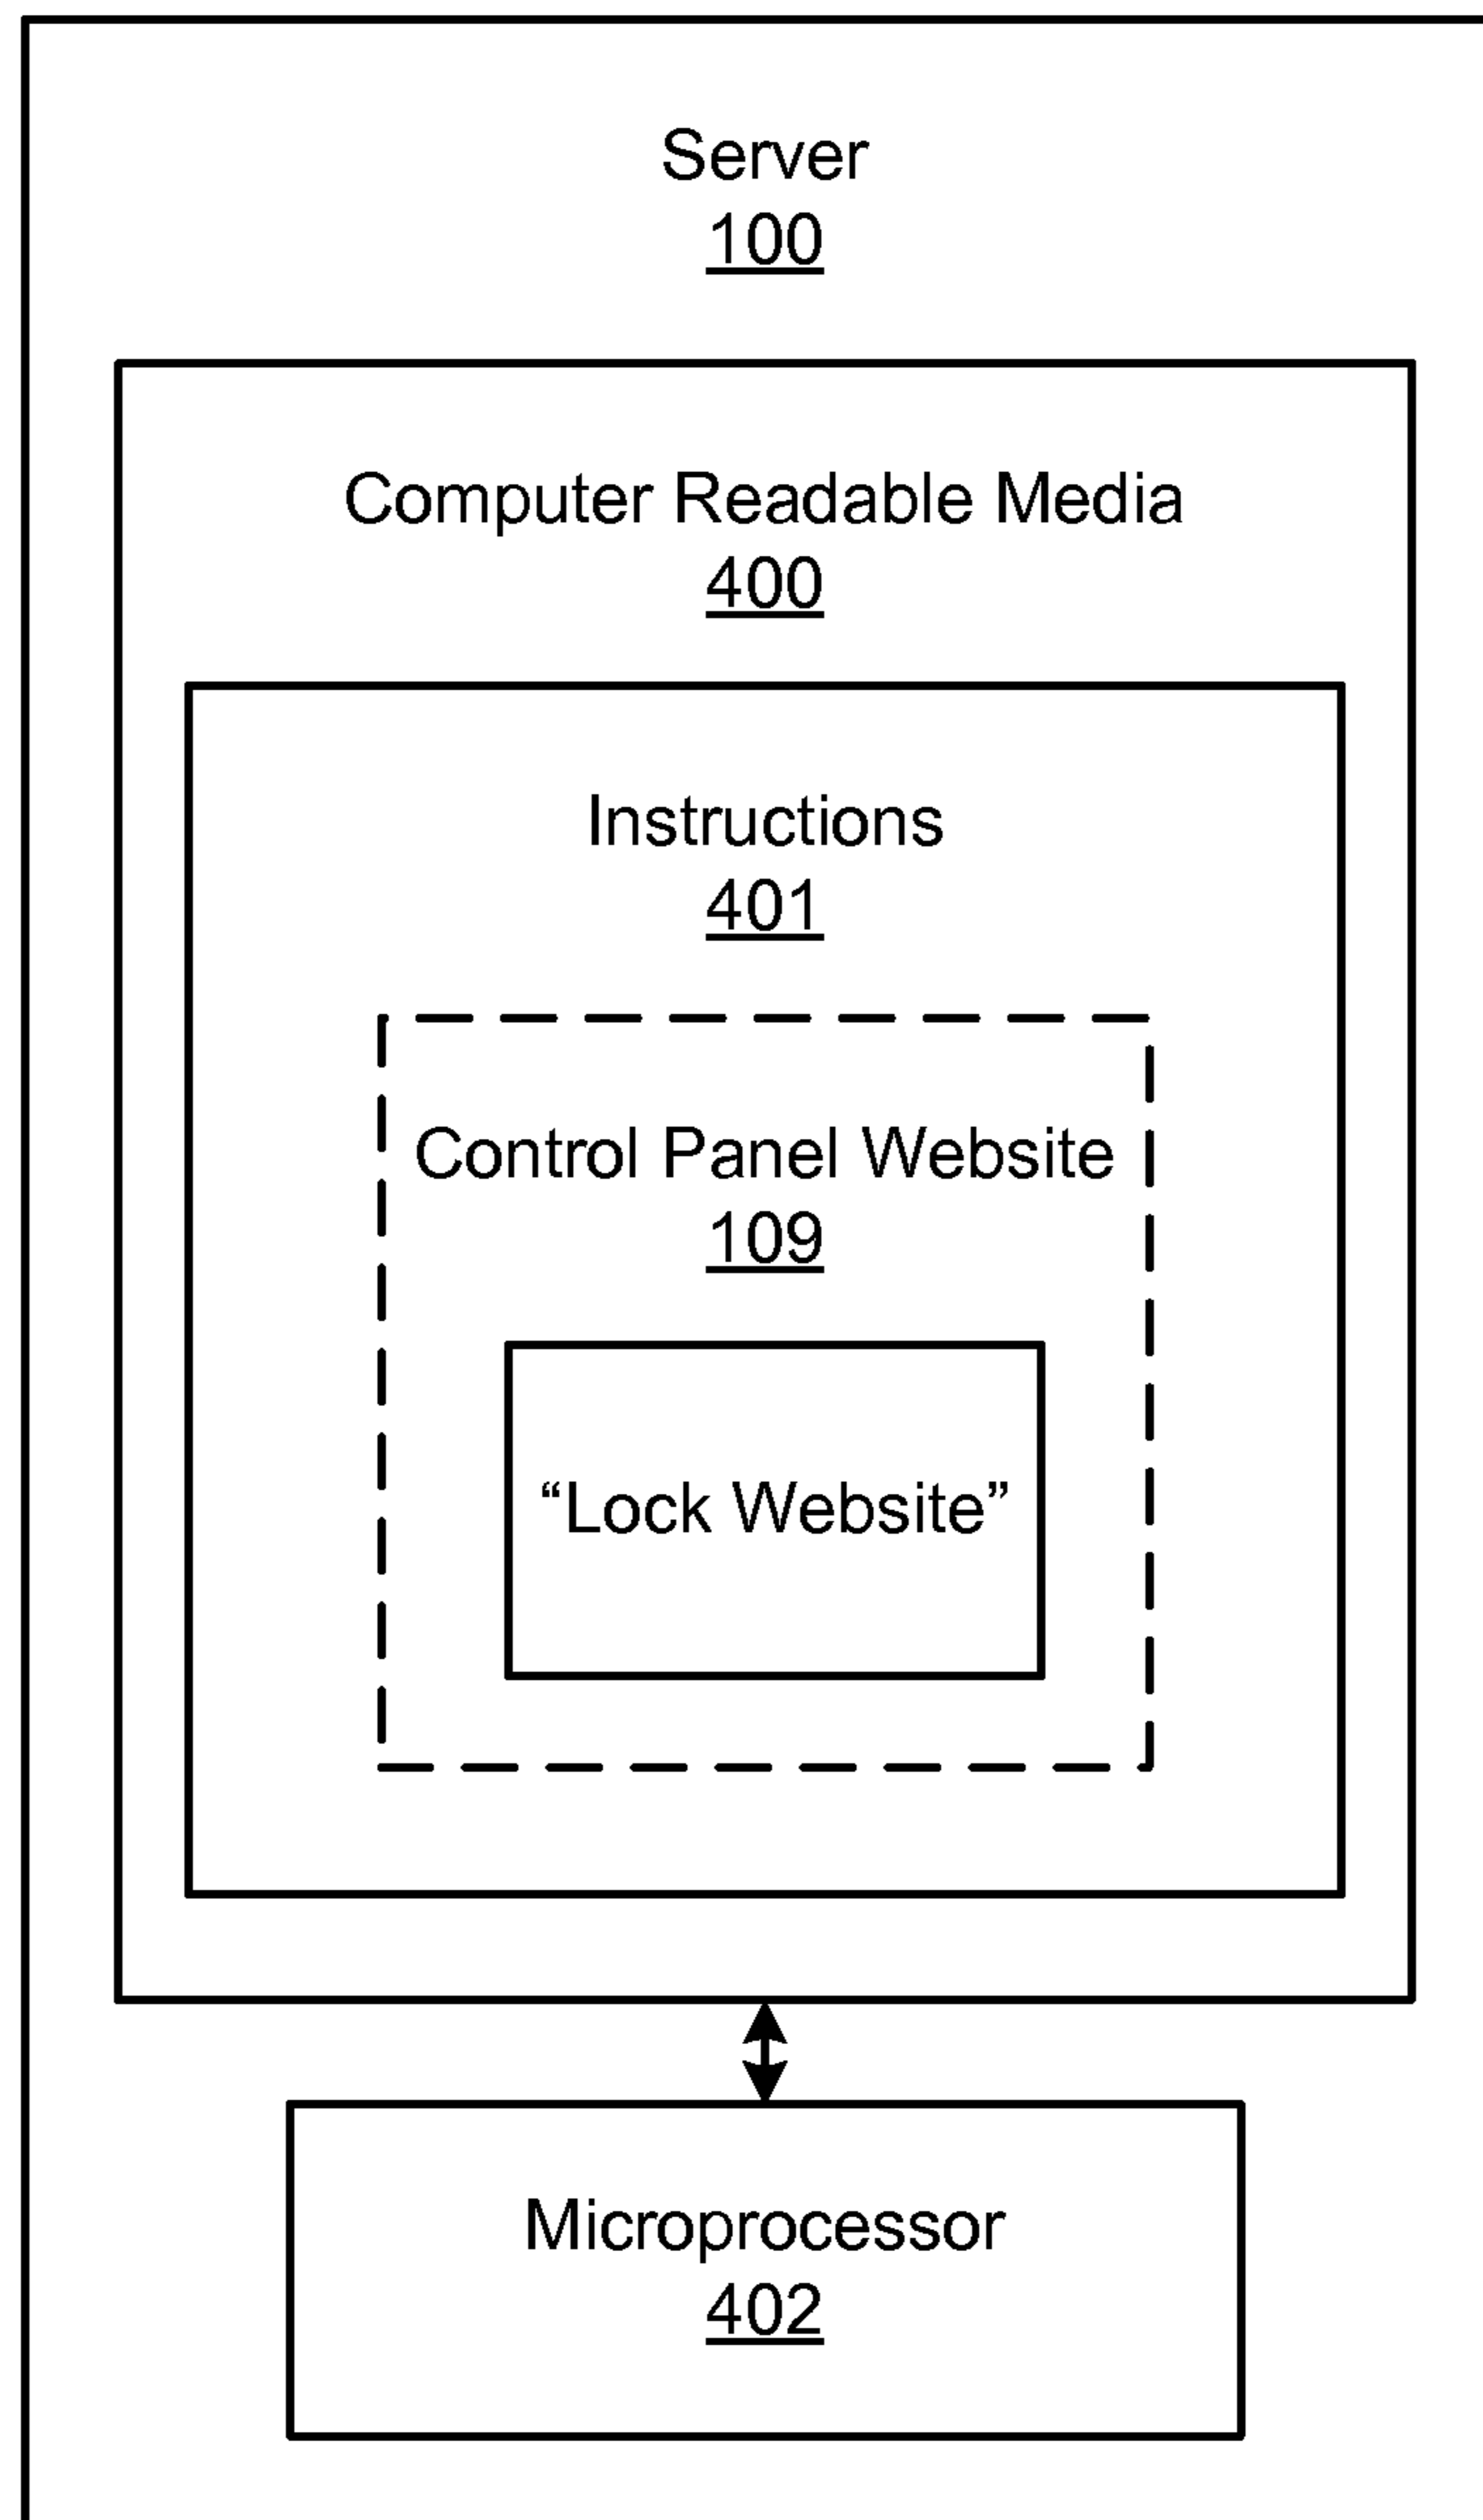 Server
100
Computer Readable Media
400
Instructions
401
Control Panel Website
109
“Lock Website”
Microprocessor
402